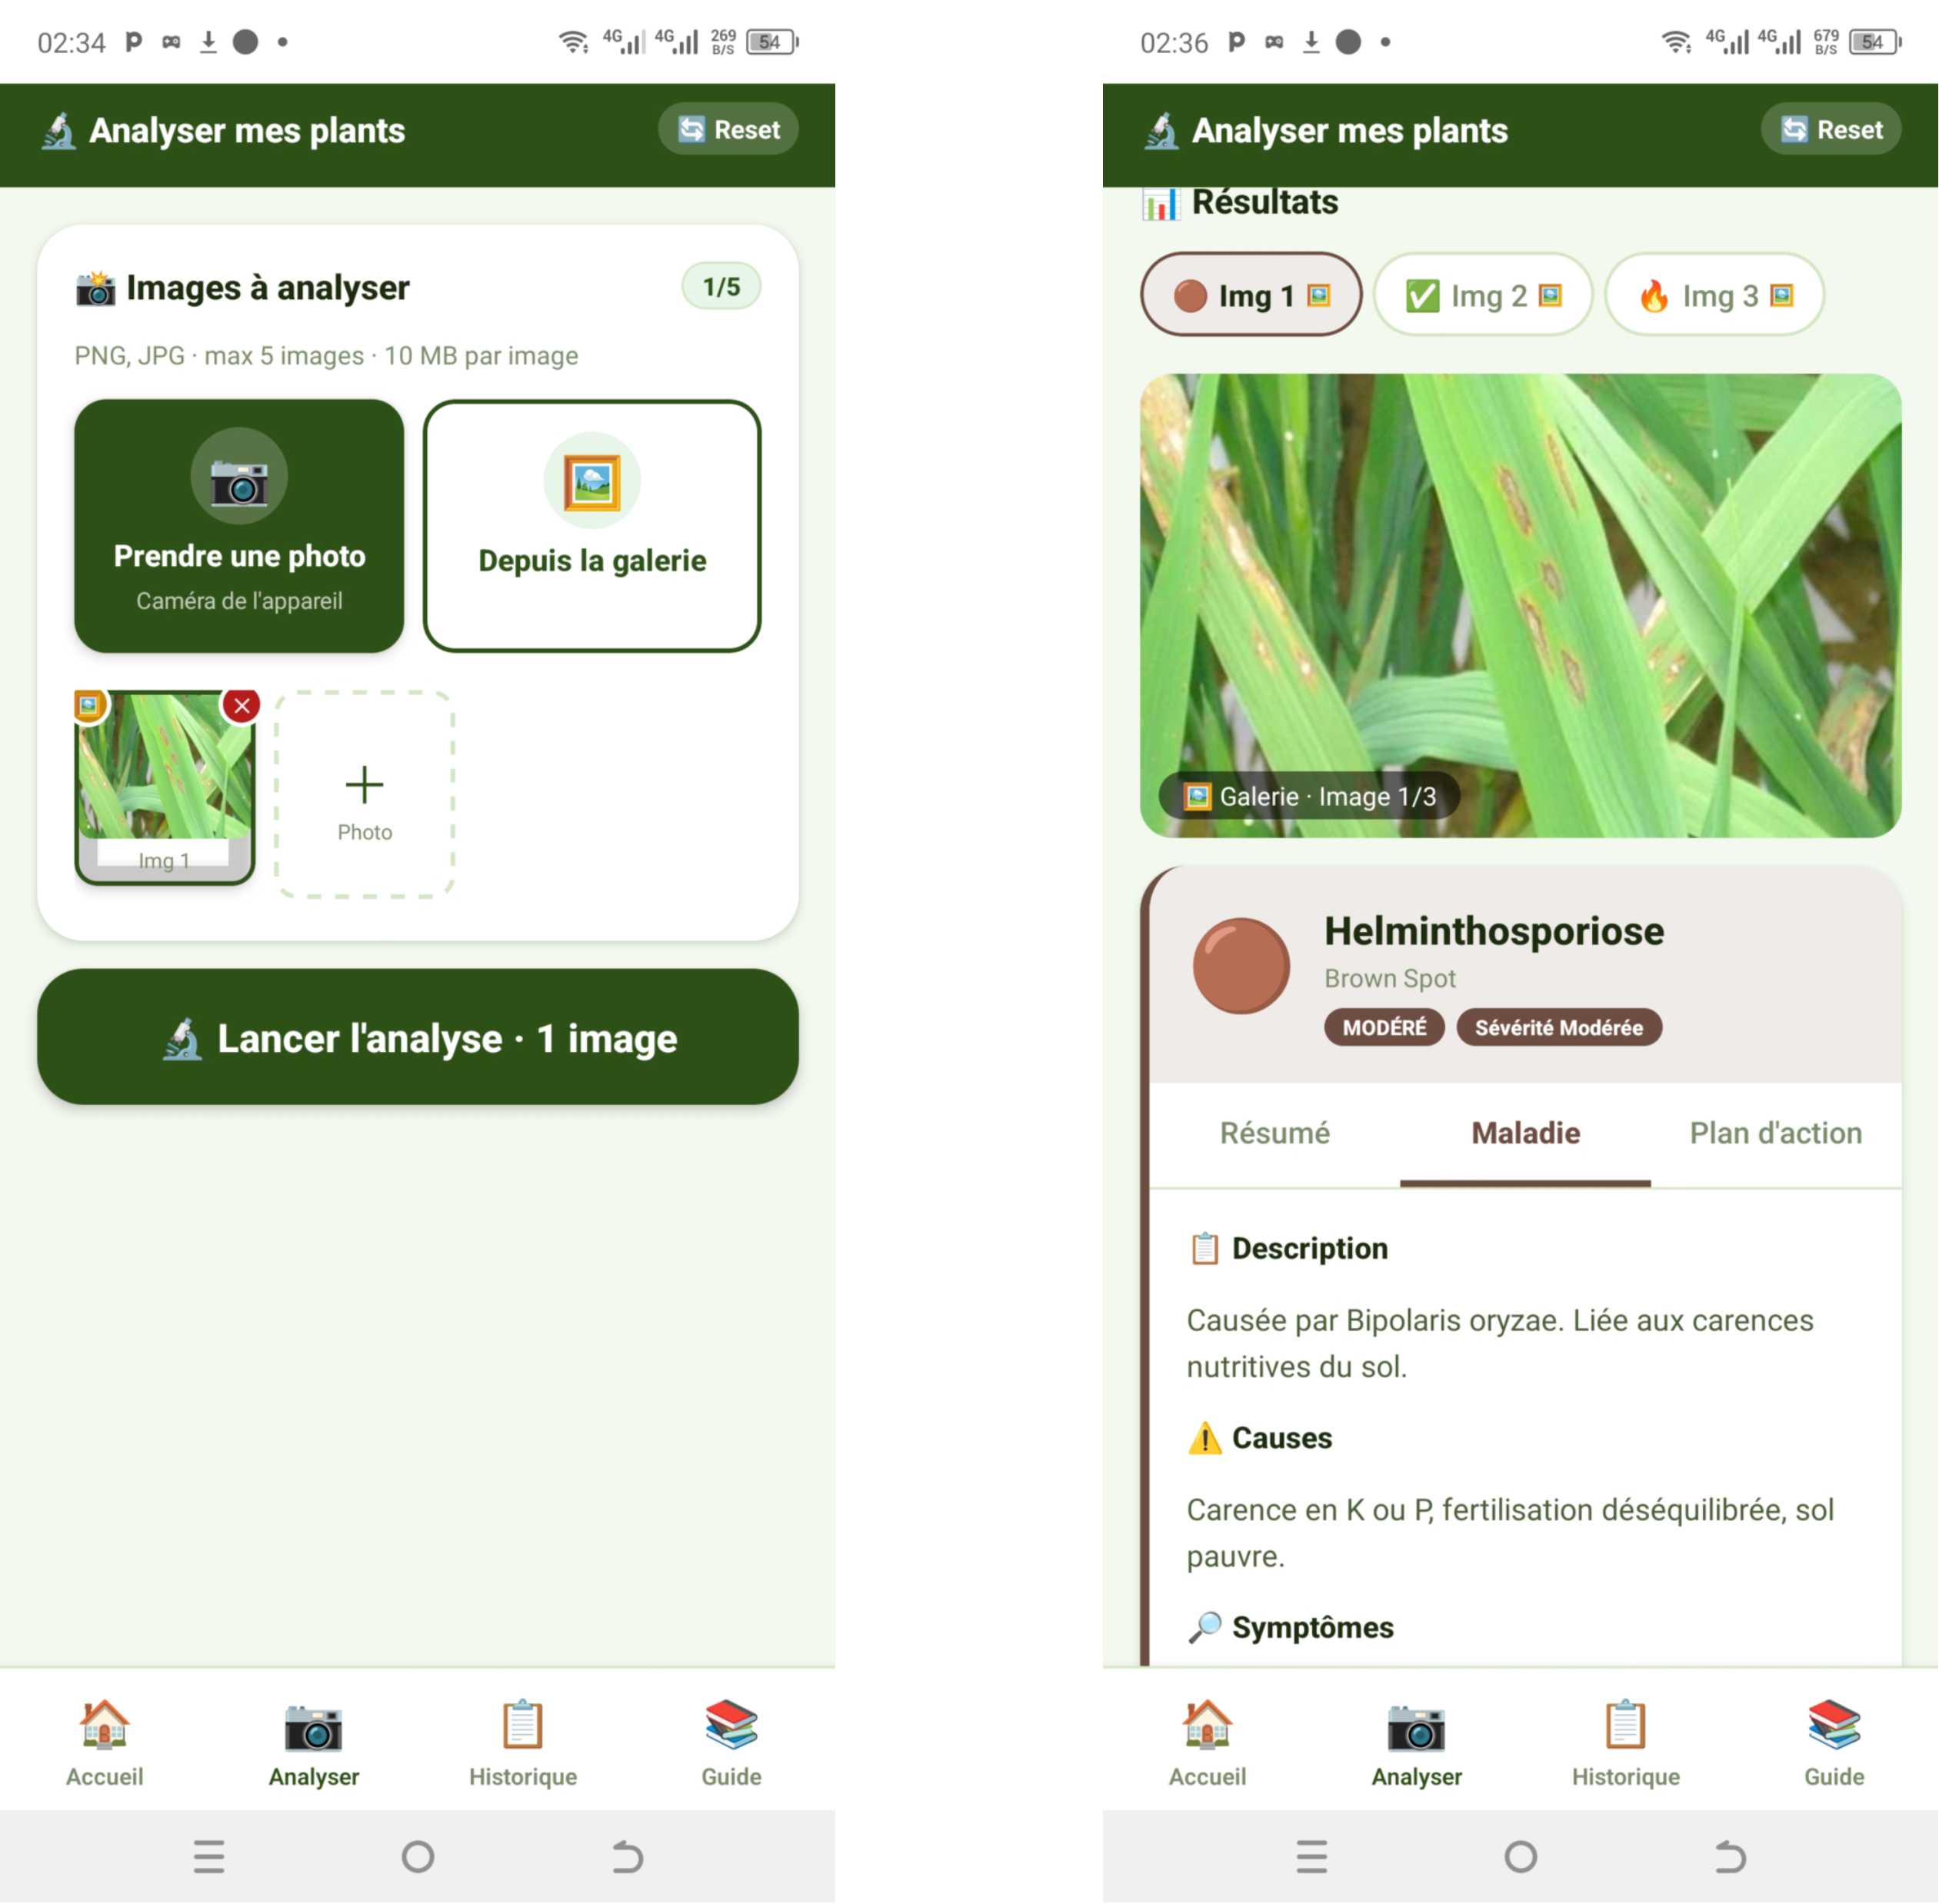 02:34
4G 4G 269 B/S 54
Analyser mes plants
Reset
Images à analyser
1/5
PNG, JPG · max 5 images · 10 MB par image
Prendre une photo
Caméra de l'appareil
Depuis la galerie
Img 1
Photo
Lancer l'analyse · 1 image
Accueil
Analyser
Historique
Guide
02:36
4G 4G 679 B/S 54
Analyser mes plants
Reset
Résultats
Img 1
Img 2
Img 3
Galerie · Image 1/3
Helminthosporiose
Brown Spot
MODÉRÉ
Sévérité Modérée
Résumé
Maladie
Plan d'action
Description
Causée par Bipolaris oryzae. Liée aux carences
nutritives du sol.
Causes
Carence en K ou P, fertilisation déséquilibrée, sol
pauvre.
Symptômes
Accueil
Analyser
Historique
Guide